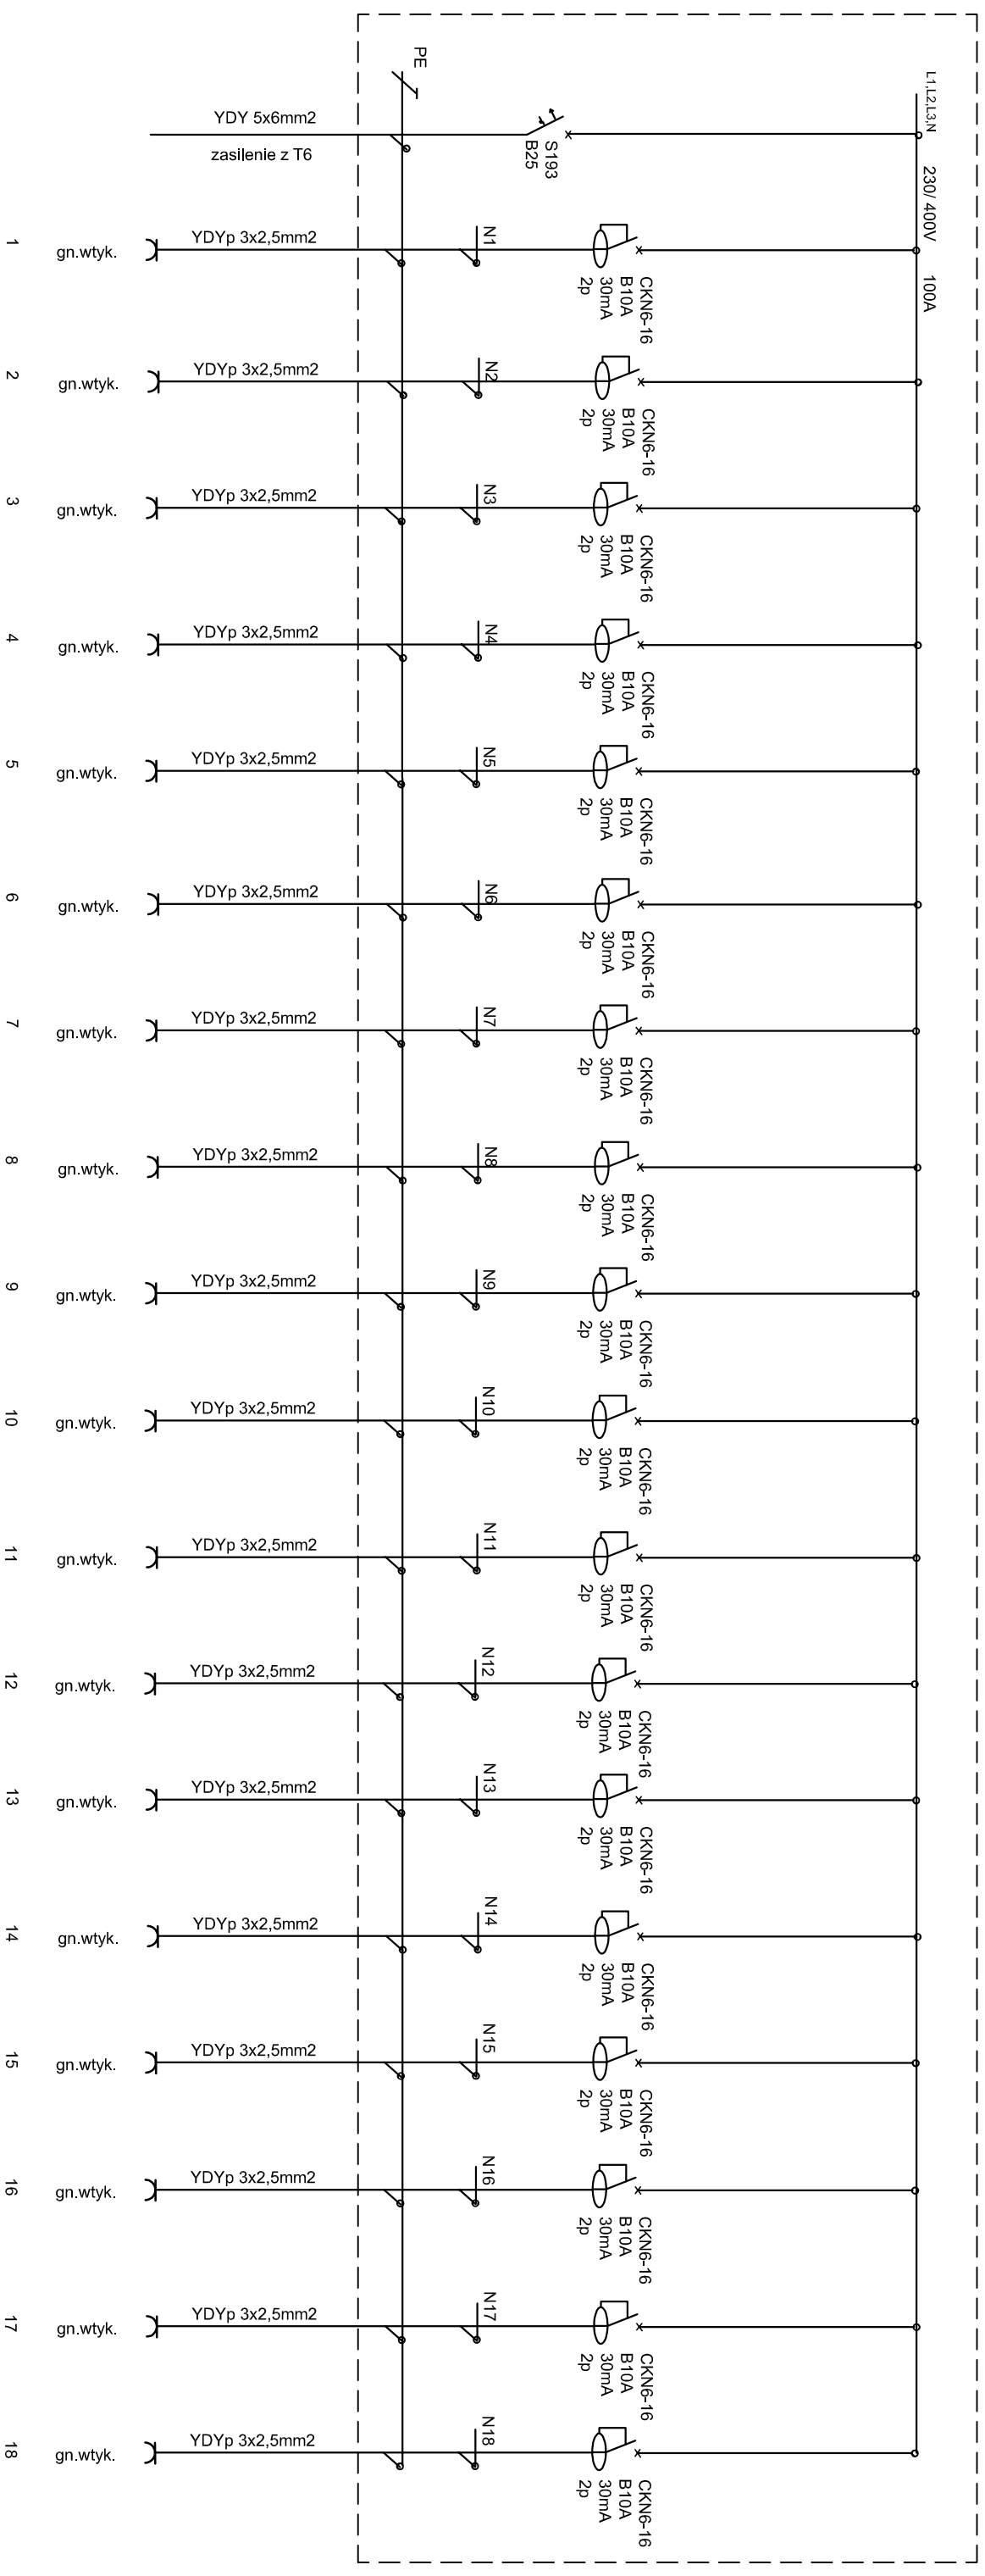 L1,L2,L3,N
230/ 400V
100A
PE
YDY 5x6mm2
zasilenie z T6
S193
B25
1
gn.wtyk.
YDYp 3x2,5mm2
N1
CKN6-16
B10A
30mA
2p
2
gn.wtyk.
YDYp 3x2,5mm2
N2
CKN6-16
B10A
30mA
2p
3
gn.wtyk.
YDYp 3x2,5mm2
N3
CKN6-16
B10A
30mA
2p
4
gn.wtyk.
YDYp 3x2,5mm2
N4
CKN6-16
B10A
30mA
2p
5
gn.wtyk.
YDYp 3x2,5mm2
N5
CKN6-16
B10A
30mA
2p
6
gn.wtyk.
YDYp 3x2,5mm2
N6
CKN6-16
B10A
30mA
2p
7
gn.wtyk.
YDYp 3x2,5mm2
N7
CKN6-16
B10A
30mA
2p
8
gn.wtyk.
YDYp 3x2,5mm2
N8
CKN6-16
B10A
30mA
2p
9
gn.wtyk.
YDYp 3x2,5mm2
N9
CKN6-16
B10A
30mA
2p
10
gn.wtyk.
YDYp 3x2,5mm2
N10
CKN6-16
B10A
30mA
2p
11
gn.wtyk.
YDYp 3x2,5mm2
N11
CKN6-16
B10A
30mA
2p
12
gn.wtyk.
YDYp 3x2,5mm2
N12
CKN6-16
B10A
30mA
2p
13
gn.wtyk.
YDYp 3x2,5mm2
N13
CKN6-16
B10A
30mA
2p
14
gn.wtyk.
YDYp 3x2,5mm2
N14
CKN6-16
B10A
30mA
2p
15
gn.wtyk.
YDYp 3x2,5mm2
N15
CKN6-16
B10A
30mA
2p
16
gn.wtyk.
YDYp 3x2,5mm2
N16
CKN6-16
B10A
30mA
2p
17
gn.wtyk.
YDYp 3x2,5mm2
N17
CKN6-16
B10A
30mA
2p
18
gn.wtyk.
YDYp 3x2,5mm2
N18
CKN6-16
B10A
30mA
2p